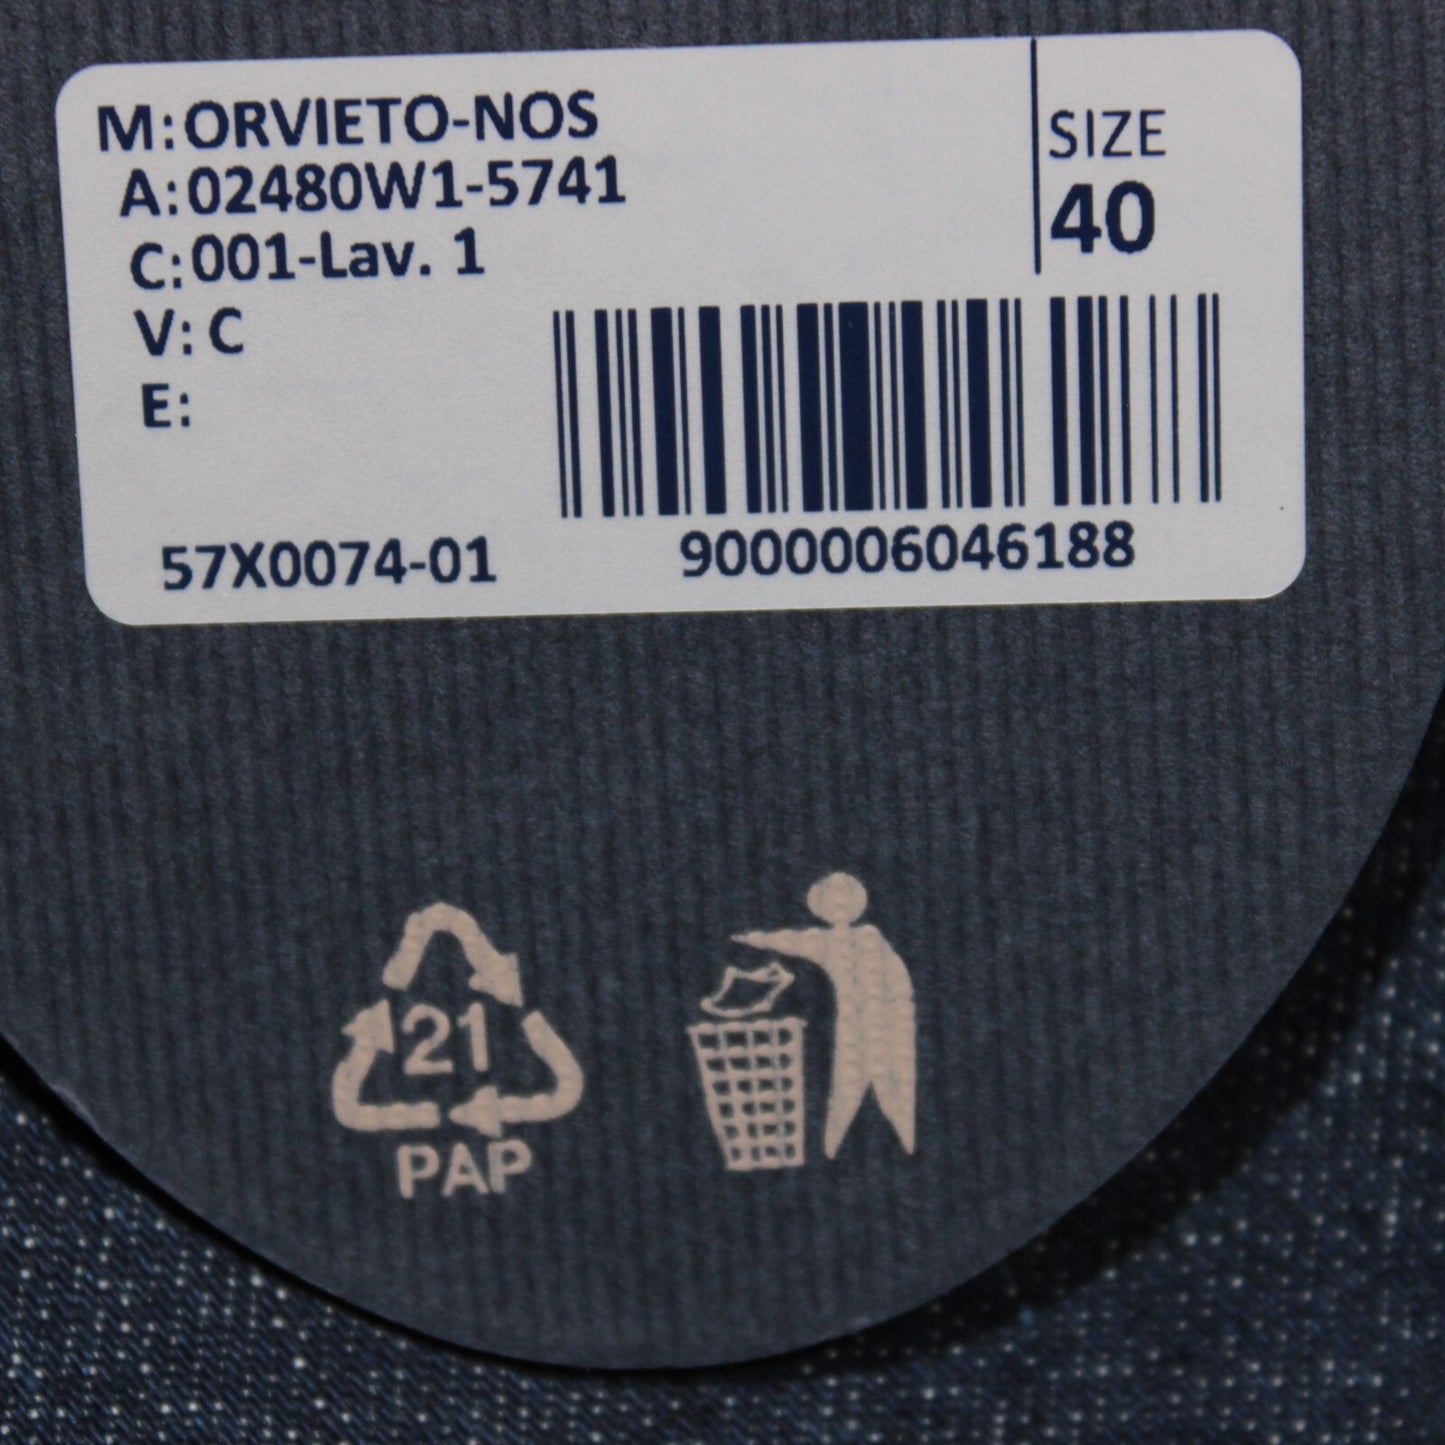 M:ORVIETO-NOS
A:02480W1-5741
C:001-Lav. 1
V: C
E:
SIZE
40
57X0074-01
9000006046188
21
PAP